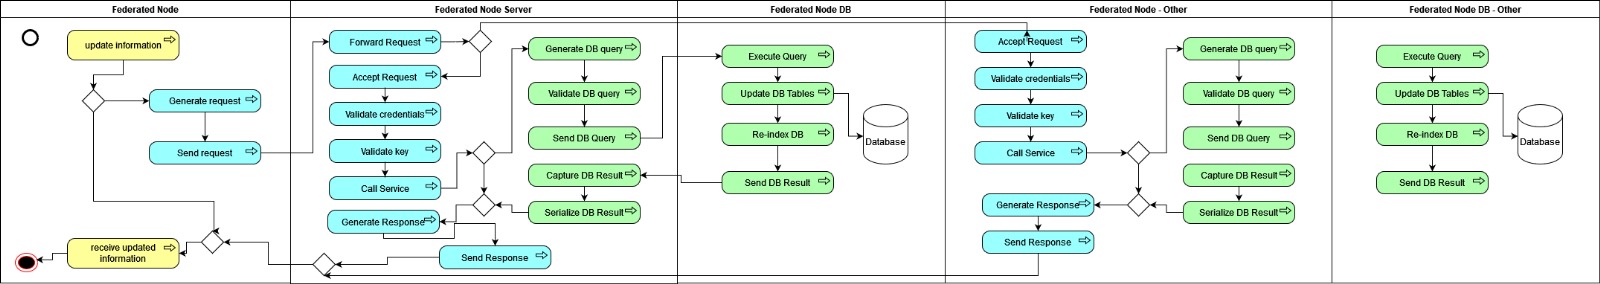 Federated Node
Federated Node Server
Federated Node DB
Federated Node - Other
Federated Node DB - Other
update information
Generate request
Send request
receive updated
information
Forward Request
Accept Request
Validate credentials
Validate key
Call Service
Generate Response
Send Response
Generate DB query
Validate DB query
Send DB Query
Capture DB Result
Serialize DB Result
Execute Query
Update DB Tables
Re-index DB
Send DB Result
Database
Accept Request
Validate credentials
Validate key
Call Service
Generate Response
Send Response
Generate DB query
Validate DB query
Send DB Query
Capture DB Result
Serialize DB Result
Execute Query
Update DB Tables
Re-index DB
Send DB Result
Database